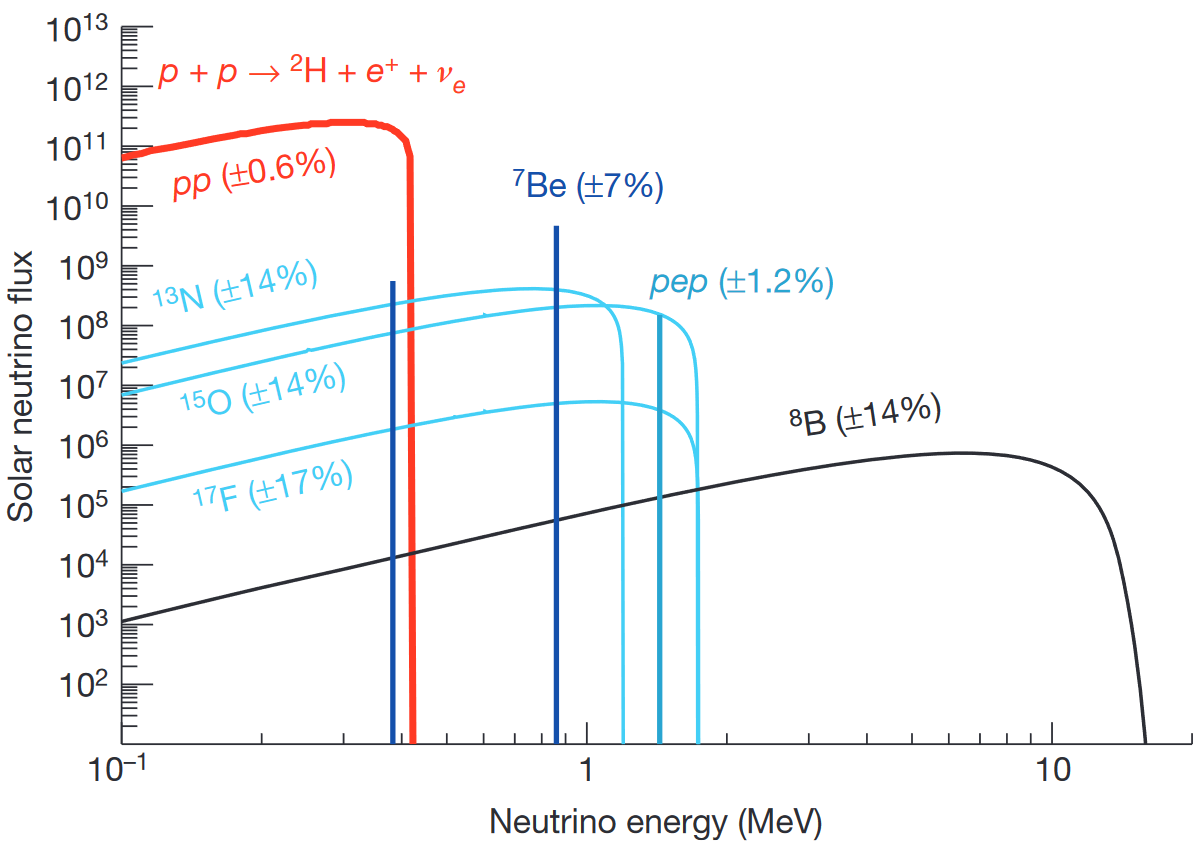 Solar neutrino flux
10¹³
10¹²
10¹¹
10¹⁰
10⁹
10⁸
10⁷
10⁶
10⁵
10⁴
10³
10²
p + p → ²H + e⁺ + νₑ
pp (±0.6%)
⁷Be (±7%)
pep (±1.2%)
¹³N (±14%)
¹⁵O (±14%)
⁸B (±14%)
¹⁷F (±17%)
10⁻¹ 1 10
Neutrino energy (MeV)